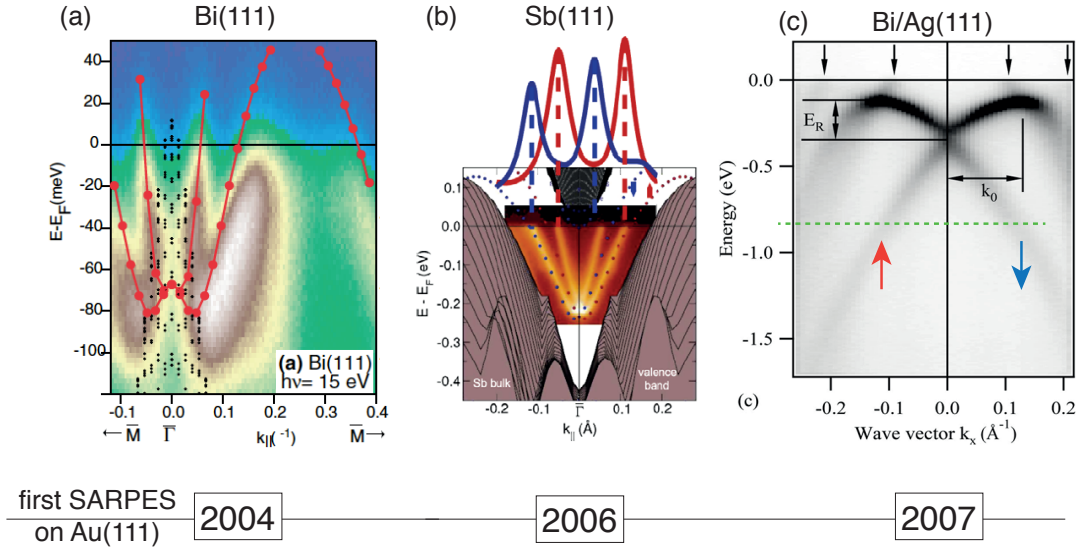 (a) Bi(111)
E-E_F(meV)
40
20
0
-20
-40
-60
-80
-100
(a) Bi(111)
hν= 15 eV
-0.1 0.0 0.1 0.2 0.3 0.4
←M̅ Γ̅ k_||(⁻¹) M̅→
(b) Sb(111)
E - E_F (eV)
0.1
0.0
-0.1
-0.2
-0.3
-0.4
Sb bulk
valence
band
-0.2 -0.1 Γ̅ 0.1 0.2
k_|| (Å)
(c) Bi/Ag(111)
Energy (eV)
0.0
-0.5
-1.0
-1.5
E_R
k_0
(c)
-0.2 -0.1 0.0 0.1 0.2
Wave vector k_x (Å⁻¹)
first SARPES
on Au(111)
2004
2006
2007